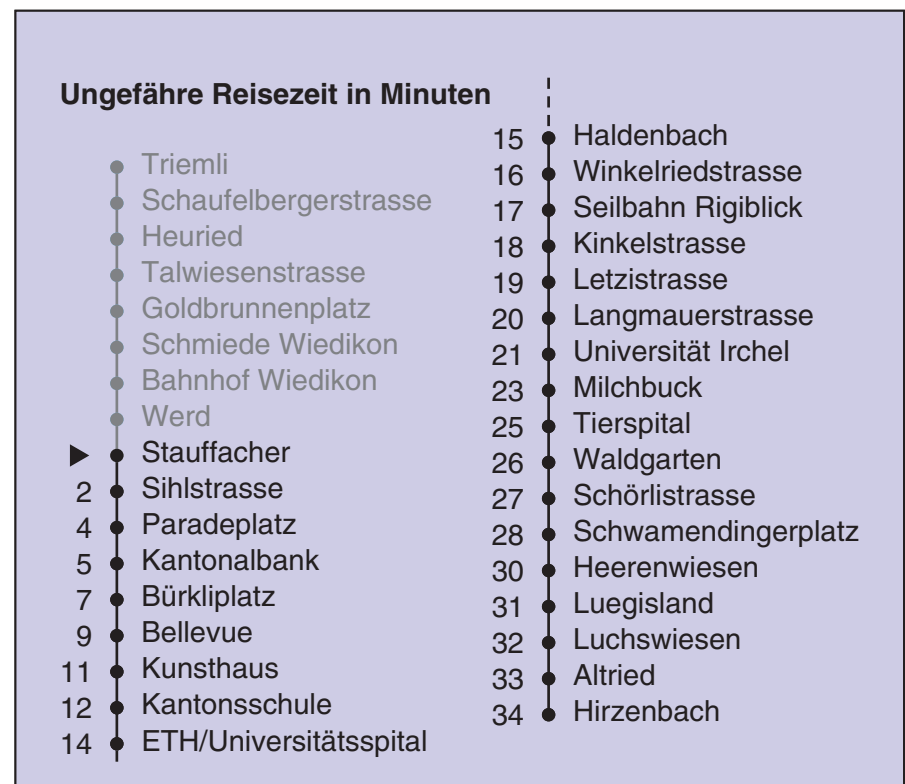 Ungefähre Reisezeit in Minuten
Triemli
Schaufelbergerstrasse
Heuried
Talwiesenstrasse
Goldbrunnenplatz
Schmiede Wiedikon
Bahnhof Wiedikon
Werd
Stauffacher
2 Sihlstrasse
4 Paradeplatz
5 Kantonalbank
7 Bürkliplatz
9 Bellevue
11 Kunsthaus
12 Kantonsschule
14 ETH/Universitätsspital
15 Haldenbach
16 Winkelriedstrasse
17 Seilbahn Rigiblick
18 Kinkelstrasse
19 Letzistrasse
20 Langmauerstrasse
21 Universität Irchel
23 Milchbuck
25 Tierspital
26 Waldgarten
27 Schörlistrasse
28 Schwamendingerplatz
30 Heerenwiesen
31 Luegisland
32 Luchswiesen
33 Altried
34 Hirzenbach